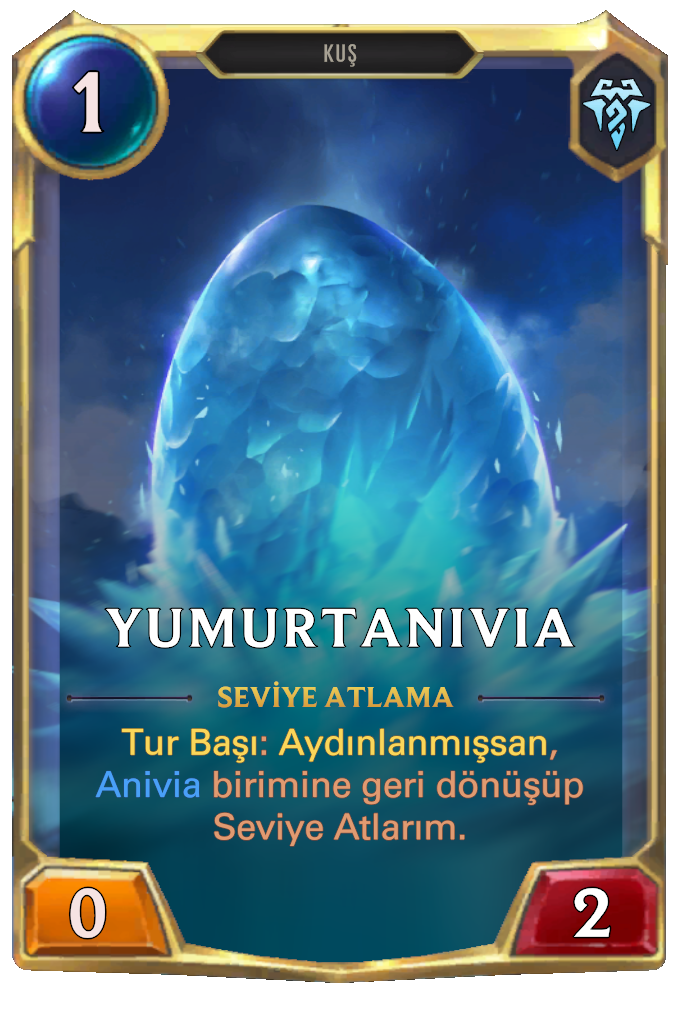 1
KUŞ
YUMURTANIVIA
SEVİYE ATLAMA
Tur Başı: Aydınlanmışsan,
Anivia birimine geri dönüşüp
Seviye Atlarım.
0
2